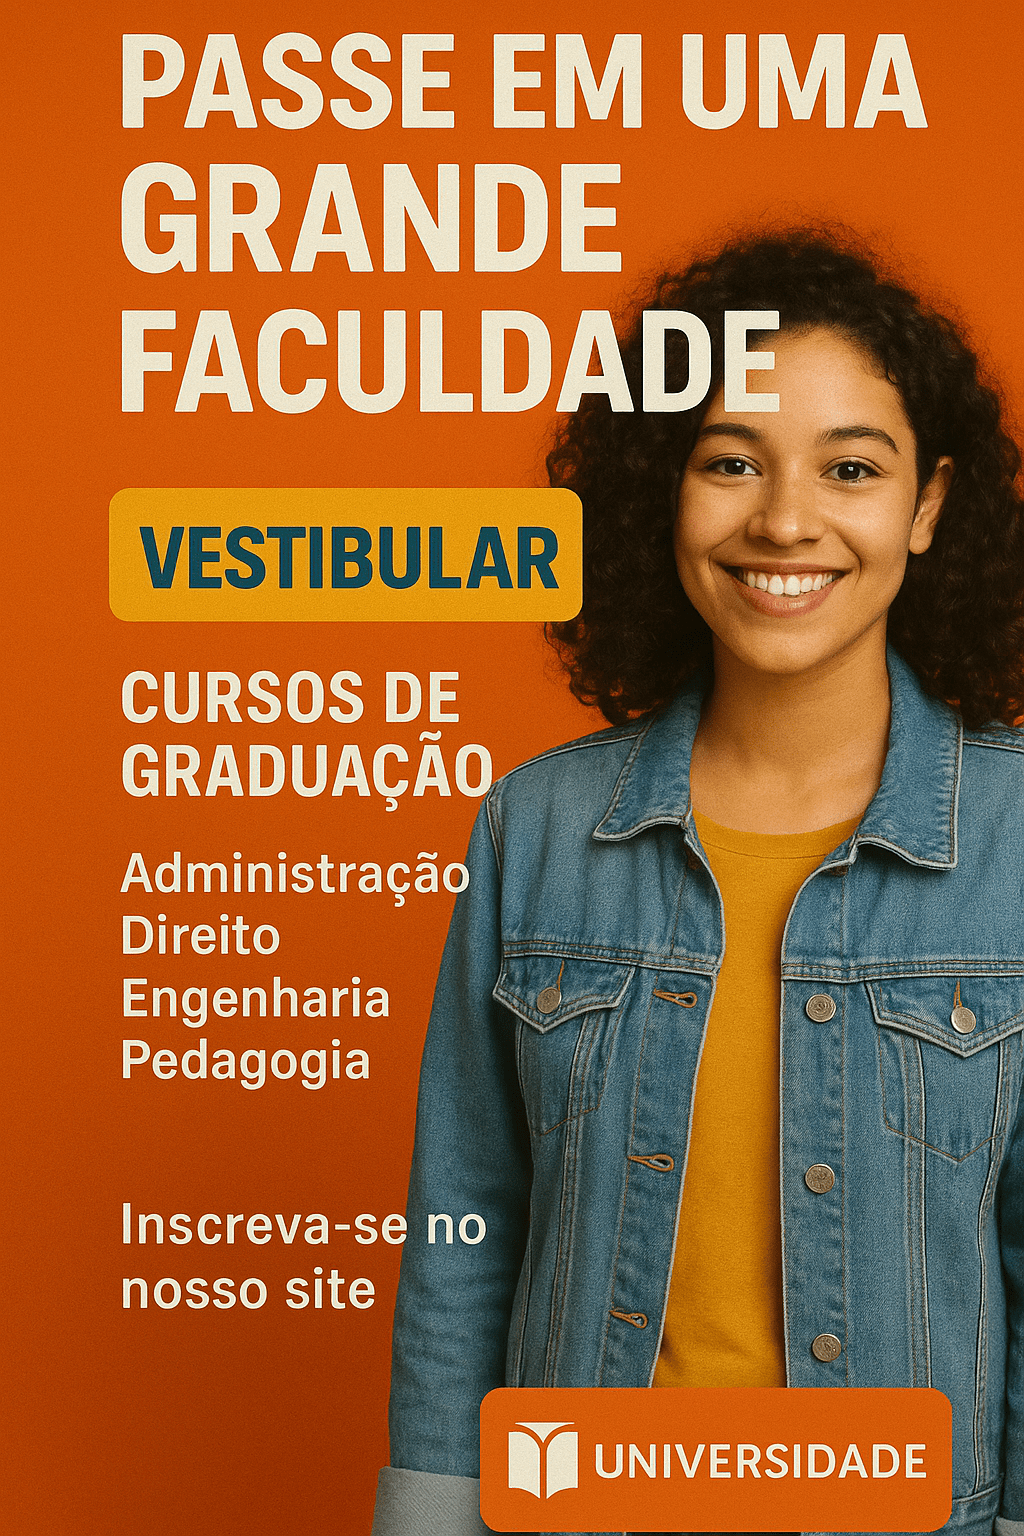 PASSE EM UMA
GRANDE
FACULDADE
VESTIBULAR
CURSOS DE
GRADUAÇÃO
Administração
Direito
Engenharia
Pedagogia
Inscreva-se no
nosso site
UNIVERSIDADE